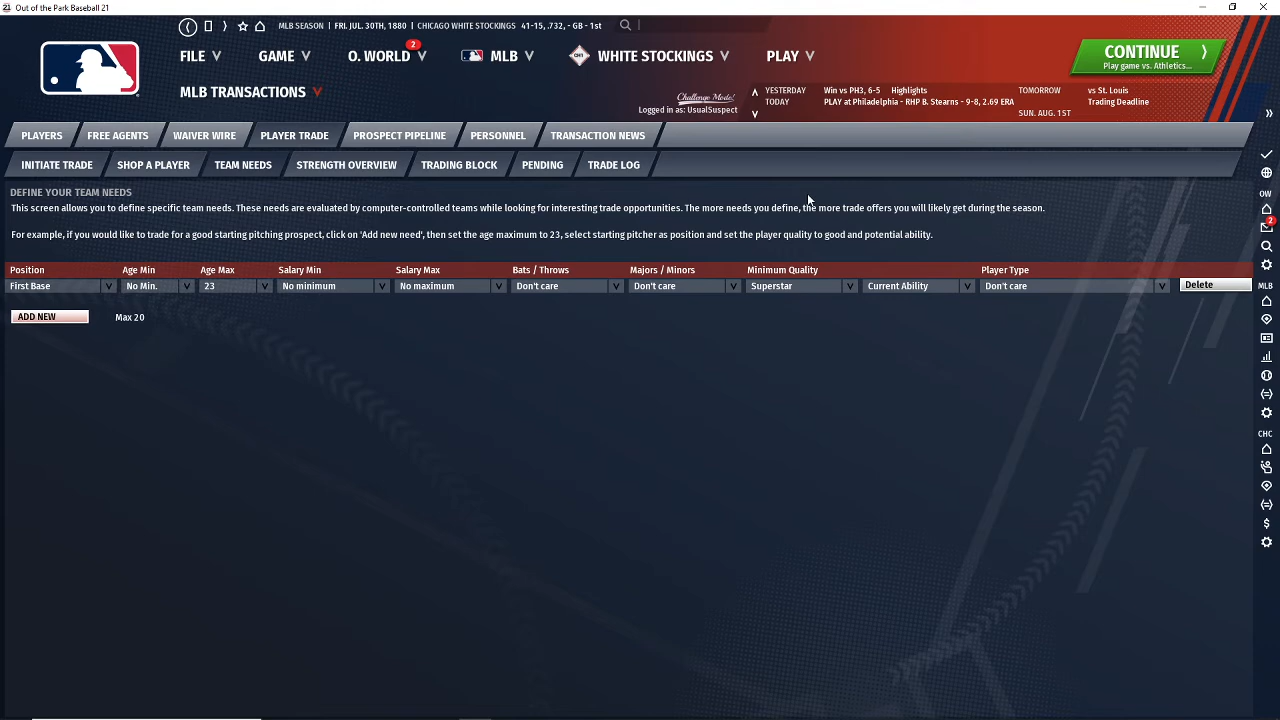 Out of the Park Baseball 21
MLB SEASON | FRI. JUL. 30TH, 1880 | CHICAGO WHITE STOCKINGS 41-15, .732, - GB - 1st
FILE GAME O. WORLD 2 MLB WHITE STOCKINGS PLAY
CONTINUE
Play game vs. Athletics...
MLB TRANSACTIONS
Challenge Mode!
Logged in as: UsualSuspect
YESTERDAY Win vs PH3, 6-5 Highlights TOMORROW vs St. Louis
TODAY PLAY at Philadelphia - RHP B. Stearns - 9-8, 2.69 ERA Trading Deadline
SUN. AUG. 1ST
PLAYERS FREE AGENTS WAIVER WIRE PLAYER TRADE PROSPECT PIPELINE PERSONNEL TRANSACTION NEWS
INITIATE TRADE SHOP A PLAYER TEAM NEEDS STRENGTH OVERVIEW TRADING BLOCK PENDING TRADE LOG
DEFINE YOUR TEAM NEEDS
This screen allows you to define specific team needs. These needs are evaluated by computer-controlled teams while looking for interesting trade opportunities. The more needs you define, the more trade offers you will likely get during the season.
For example, if you would like to trade for a good starting pitching prospect, click on 'Add new need', then set the age maximum to 23, select starting pitcher as position and set the player quality to good and potential ability.
Position Age Min Age Max Salary Min Salary Max Bats / Throws Majors / Minors Minimum Quality Player Type
First Base No Min. 23 No minimum No maximum Don't care Don't care Superstar Current Ability Don't care Delete
ADD NEW Max 20
OW
2
MLB
CHC